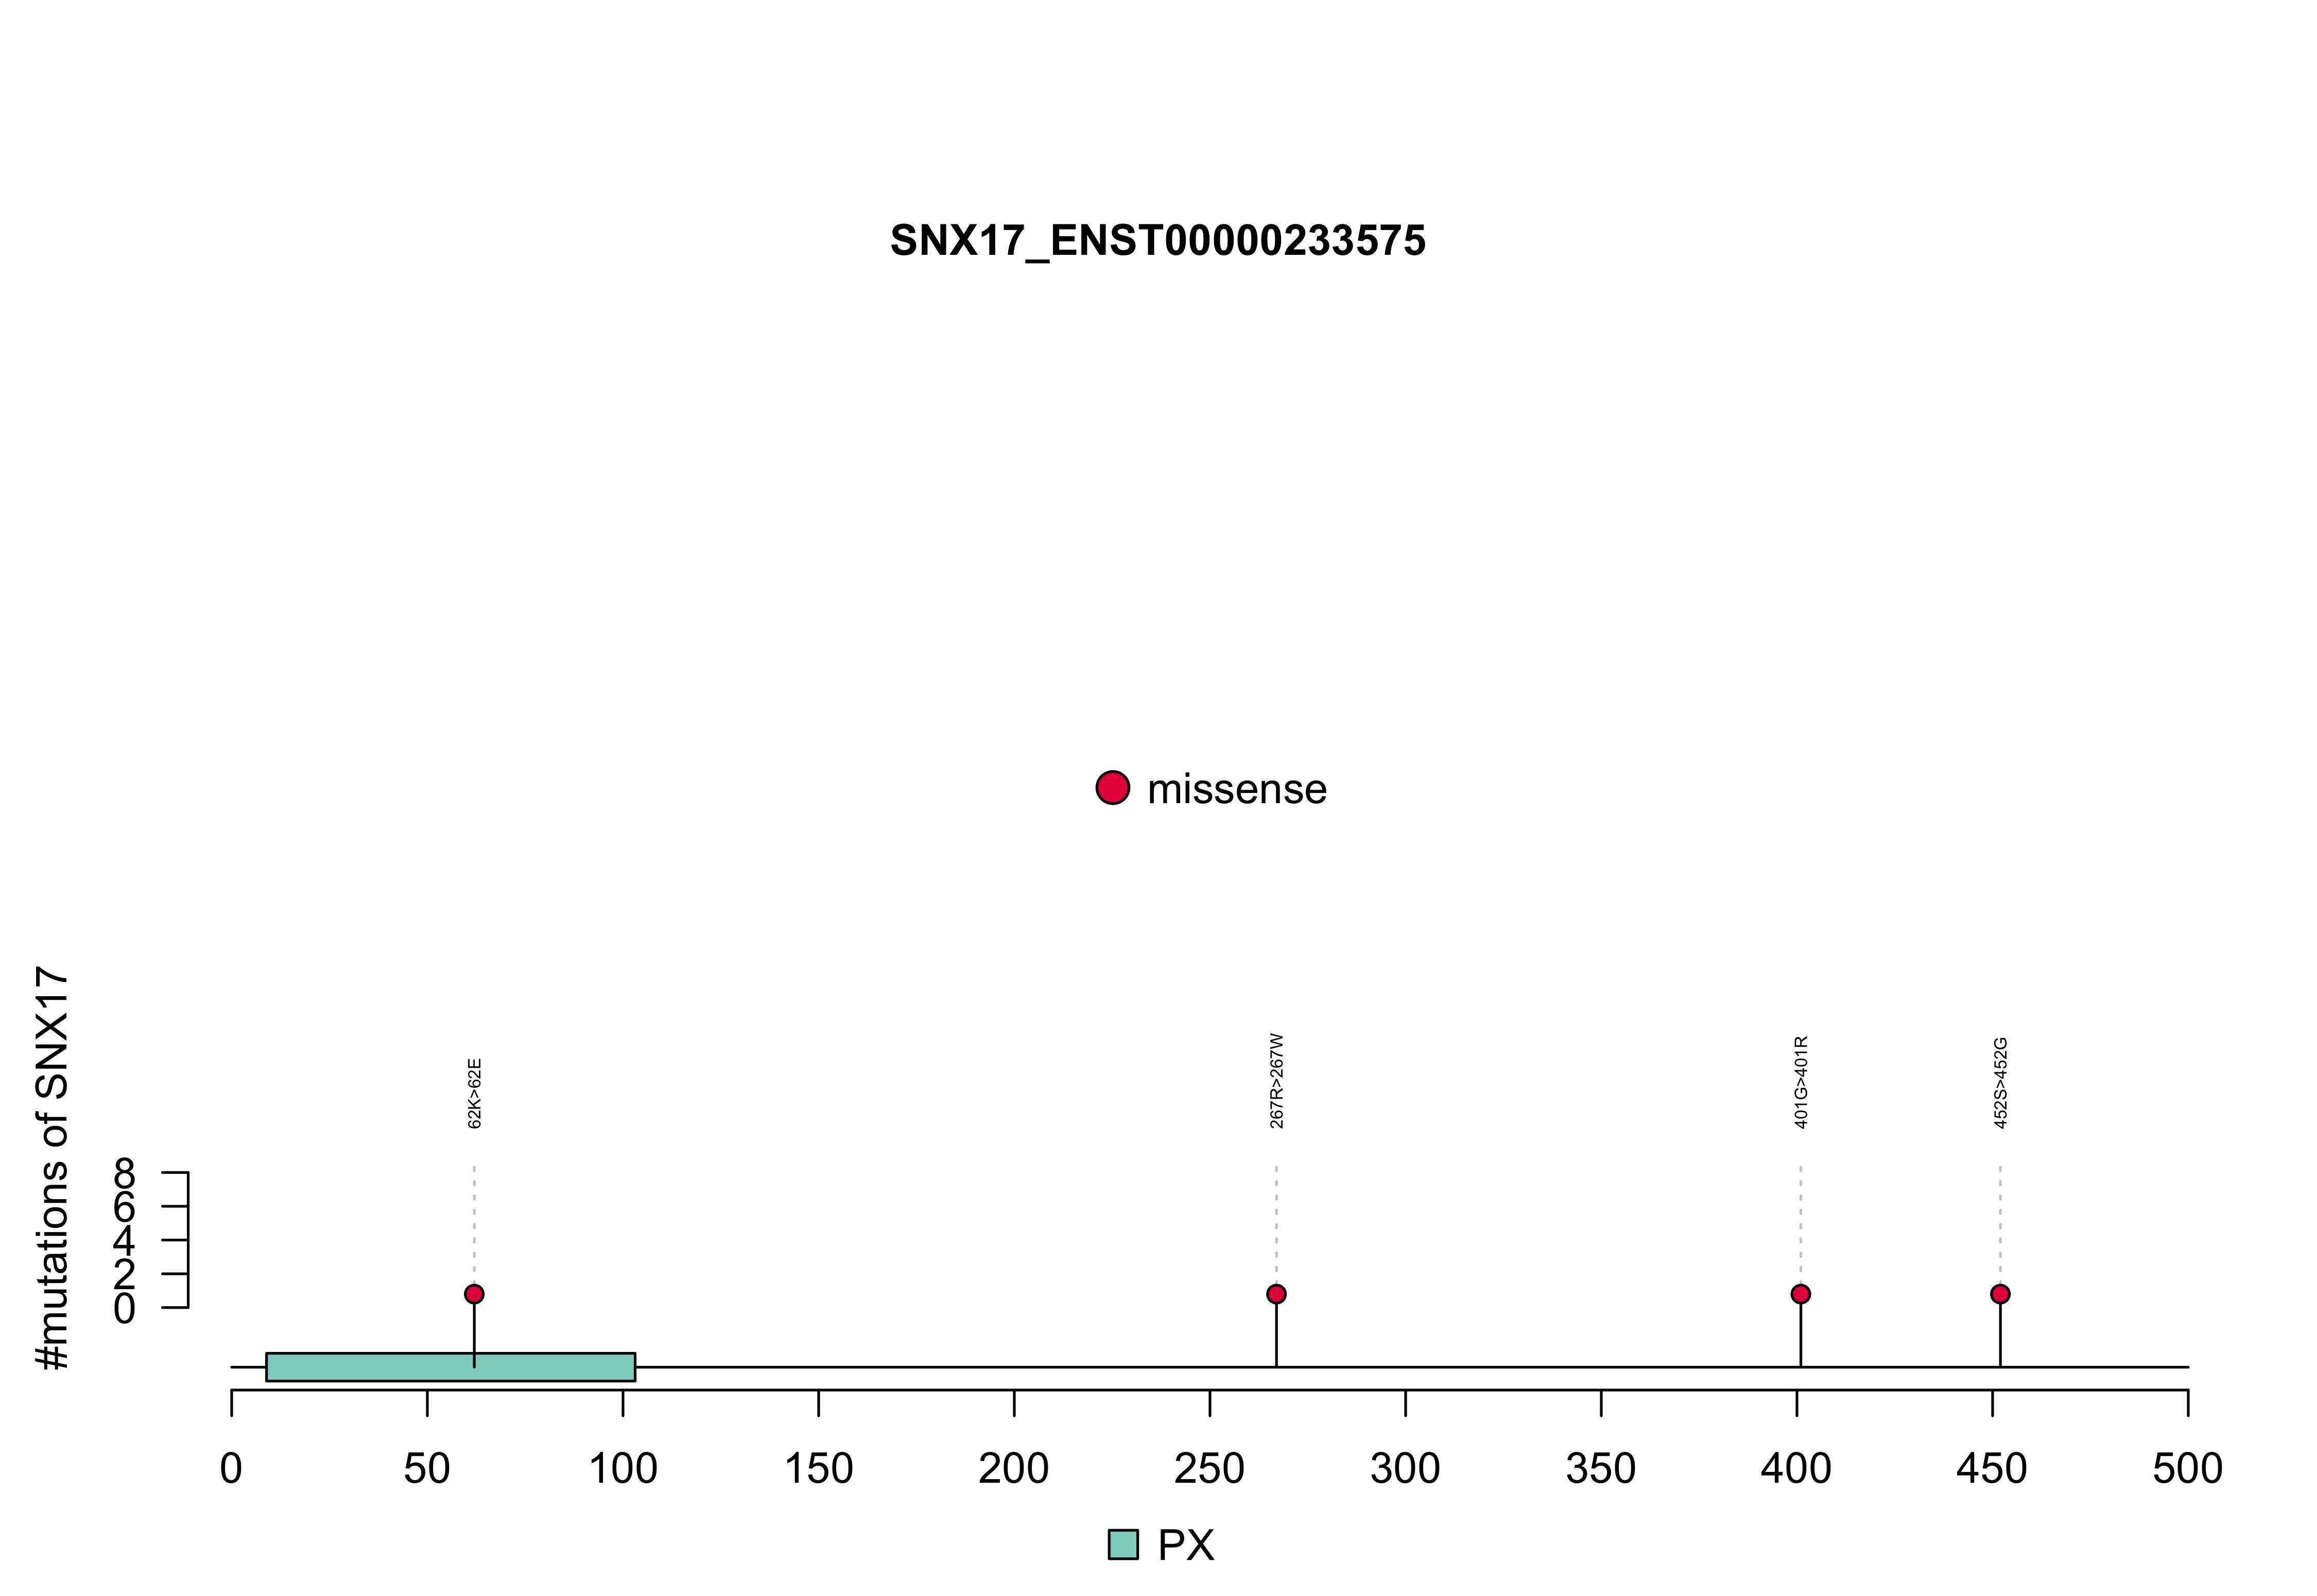 SNX17_ENST00000233575
missense
#mutations of SNX17
62K>62E
267R>267W
401G>401R
452S>452G
8
6
4
2
0
0 50 100 150 200 250 300 350 400 450 500
PX